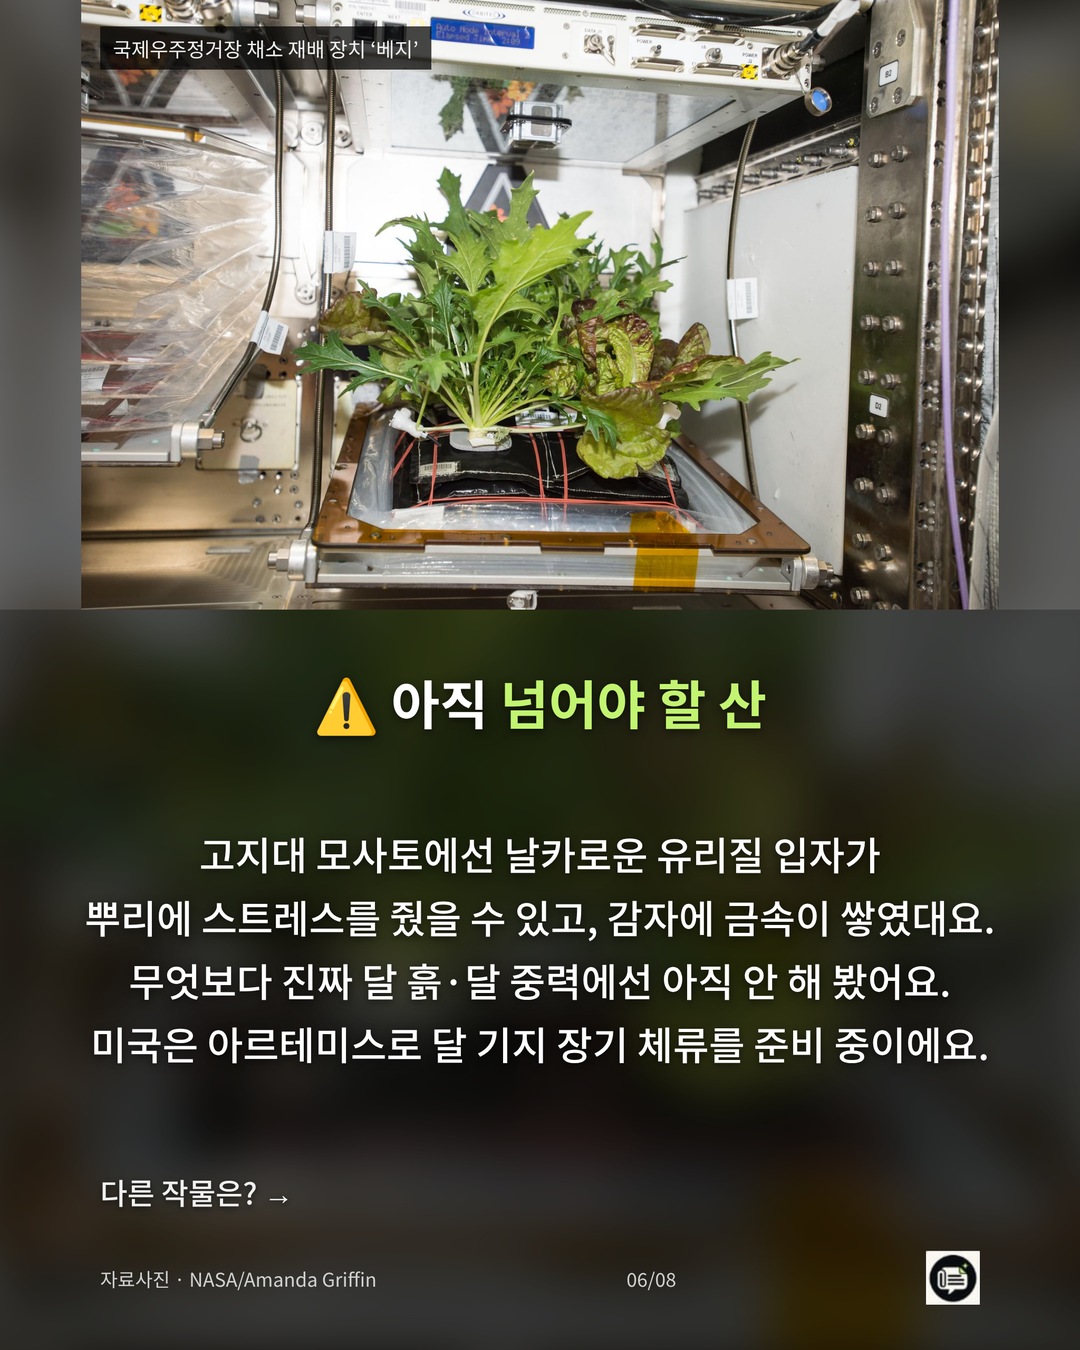 국제우주정거장 채소 재배 장치 ‘베지’
Auto Mode Interval
B2
D2
⚠️ 아직 넘어야 할 산
고지대 모사토에선 날카로운 유리질 입자가
뿌리에 스트레스를 줬을 수 있고, 감자에 금속이 쌓였대요.
무엇보다 진짜 달 흙·달 중력에선 아직 안 해 봤어요.
미국은 아르테미스로 달 기지 장기 체류를 준비 중이에요.
다른 작물은? →
자료사진 · NASA/Amanda Griffin
06/08